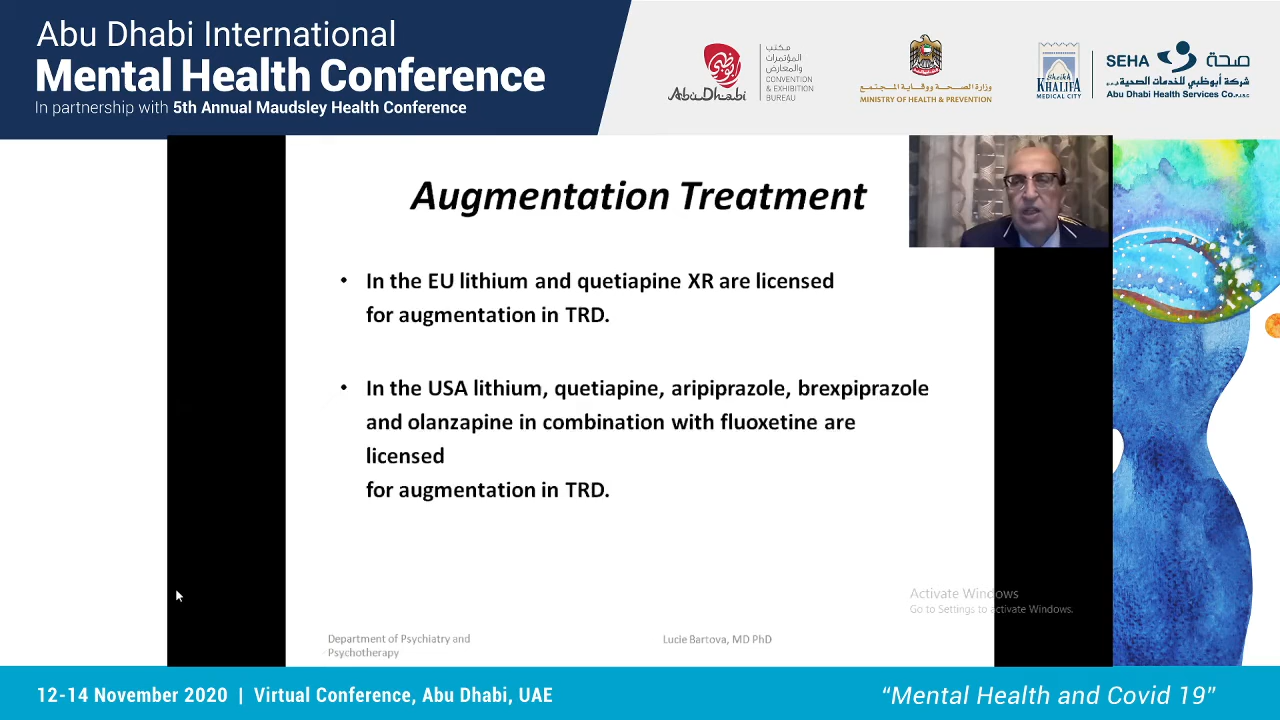 Abu Dhabi International
Mental Health Conference
In partnership with 5th Annual Maudsley Health Conference
أبوظبي
Abu Dhabi
مكتب
المؤتمرات
والمعارض
CONVENTION
& EXHIBITION
BUREAU
وزارة الصحة ووقاية المجتمع
MINISTRY OF HEALTH & PREVENTION
Sheikh
KHALIFA
MEDICAL CITY
SEHA صحة
شركة أبوظبي للخدمات الصحية ش.م.ع
Abu Dhabi Health Services Co. P.J.S.C
Augmentation Treatment
• In the EU lithium and quetiapine XR are licensed
for augmentation in TRD.
• In the USA lithium, quetiapine, aripiprazole, brexpiprazole
and olanzapine in combination with fluoxetine are
licensed
for augmentation in TRD.
Activate Windows
Go to Settings to activate Windows.
Department of Psychiatry and
Psychotherapy
Lucie Bartova, MD PhD
12-14 November 2020 | Virtual Conference, Abu Dhabi, UAE
“Mental Health and Covid 19”